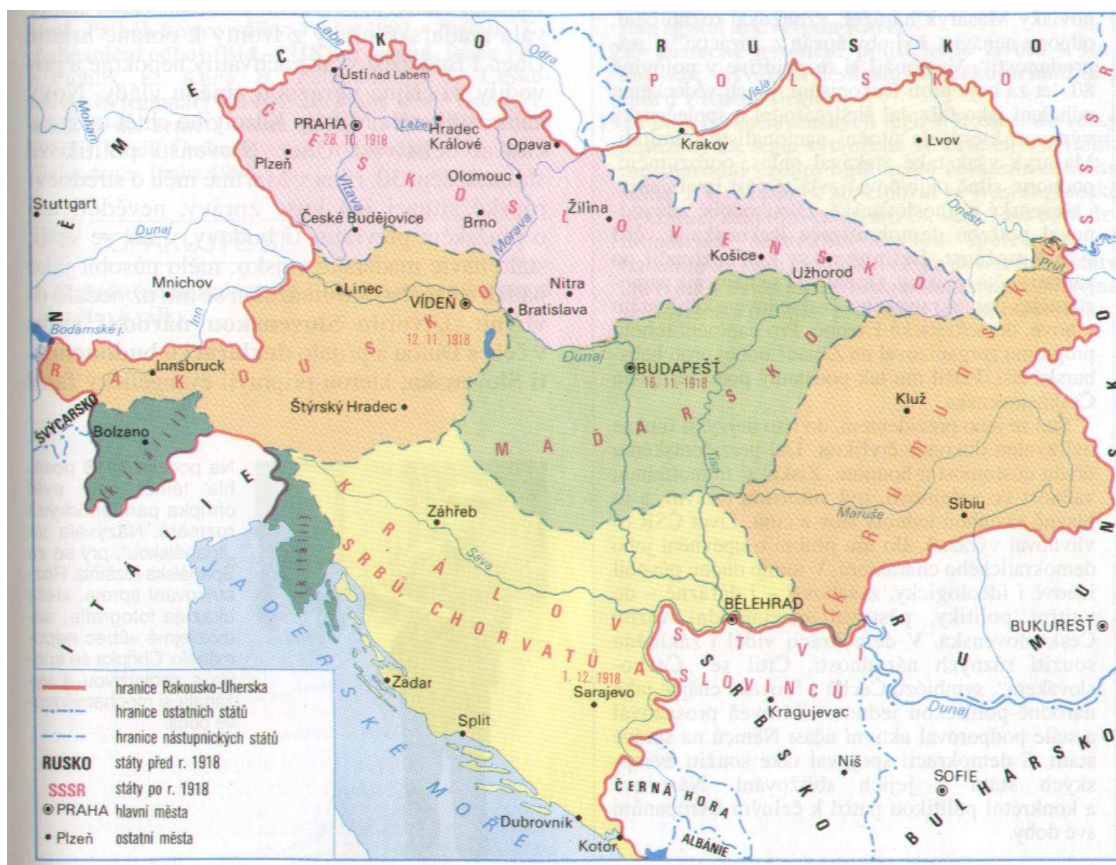 NĚMECKO
RUSKO
POLSKO
SSSR
Labe
Odra
Visla
Ústí nad Labem
PRAHA
28. 10. 1918
Labe
Hradec
Králové
Opava
Krakov
Lvov
Mohan
Plzeň
Vltava
Olomouc
ČESKOSLOVENSKO
Stuttgart
České Budějovice
Brno
Morava
Žilina
Dněstr
Dunaj
Košice
Užhorod
Prut
Mnichov
Linec
VÍDEŇ
12. 11. 1918
Nitra
Bratislava
Bodamské j.
Inn
Innsbruck
RAKOUSKO
Dunaj
BUDAPEŠŤ
16. 11. 1918
ŠVÝCARSKO
Bolzano
(k Itálii)
Štýrský Hradec
MAĎARSKO
Tisa
Kluž
(k Rumunsku)
Maruše
Sibiu
ITÁLIE
Záhřeb
Sáva
(k Itálii)
KRÁLOVSTVÍ
SRBŮ, CHORVATŮ A SLOVINCŮ
1. 12. 1918
BĚLEHRAD
RUMUNSKO
BUKUREŠŤ
JADERSKÉ MOŘE
Zadar
Sarajevo
SRBSKO
Kragujevac
Dunaj
Split
Niš
SOFIE
BULHARSKO
ČERNÁ HORA
Dubrovník
Kotor
ALBÁNIE
hranice Rakousko-Uherska
hranice ostatních států
hranice nástupnických států
RUSKO státy před r. 1918
SSSR státy po r. 1918
PRAHA hlavní města
Plzeň ostatní města